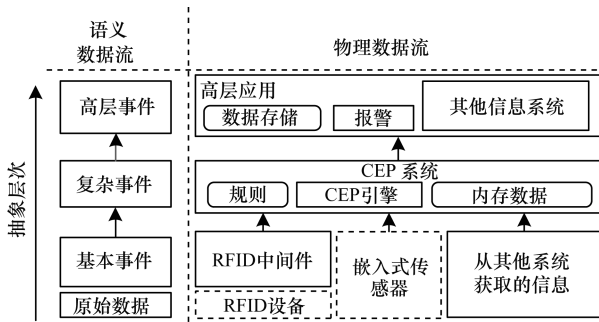 语义
数据流
物理数据流
抽象层次
高层事件
复杂事件
基本事件
原始数据
高层应用
数据存储
报警
其他信息系统
CEP 系统
规则
CEP引擎
内存数据
RFID中间件
RFID设备
嵌入式传
感器
从其他系统
获取的信息